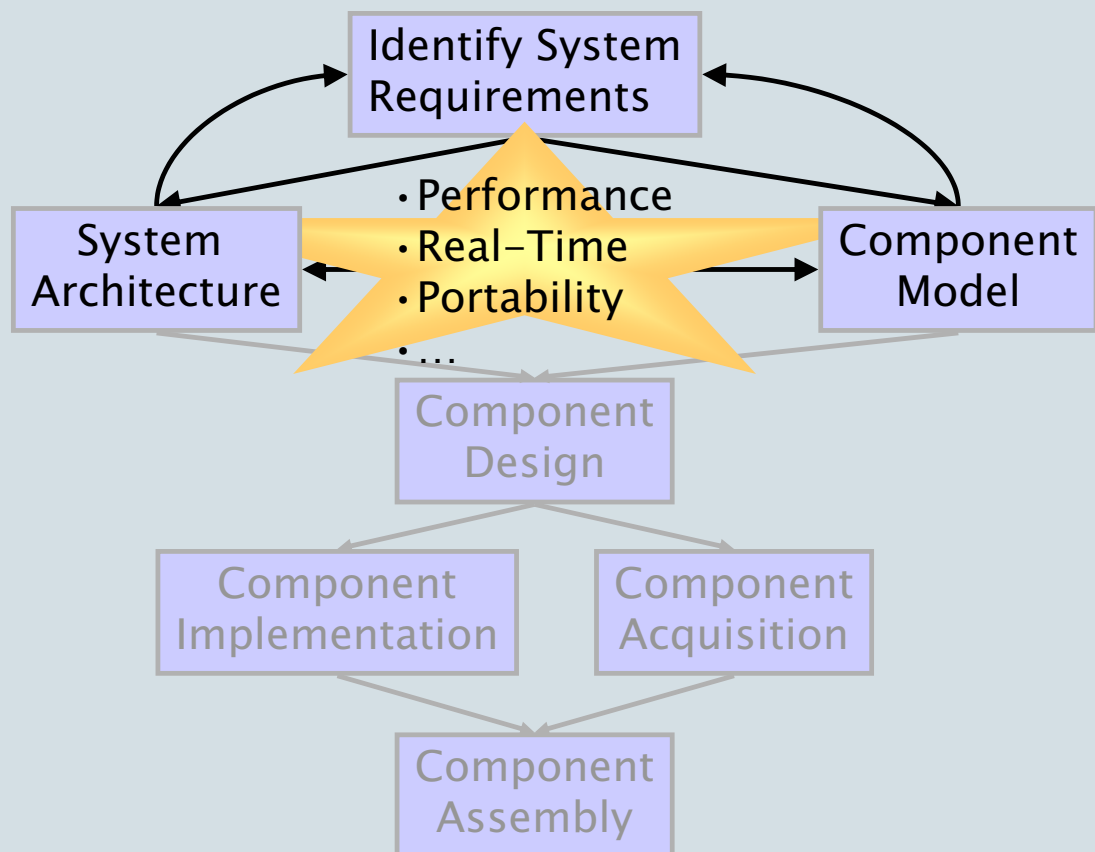 Identify System
Requirements
• Performance
• Real-Time
• Portability
• ...
System
Architecture
Component
Model
Component
Design
Component
Implementation
Component
Acquisition
Component
Assembly